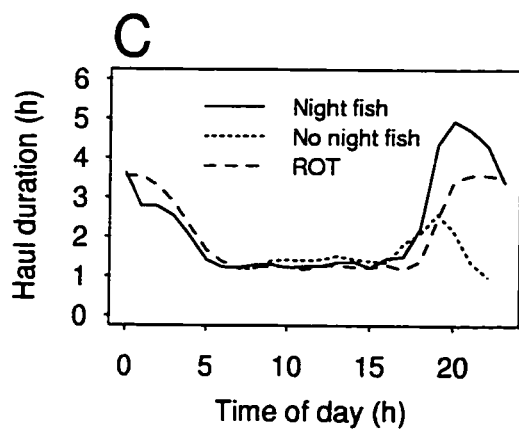 C
Haul duration (h)
6
5
4
3
2
1
0
Night fish
No night fish
ROT
0 5 10 15 20
Time of day (h)